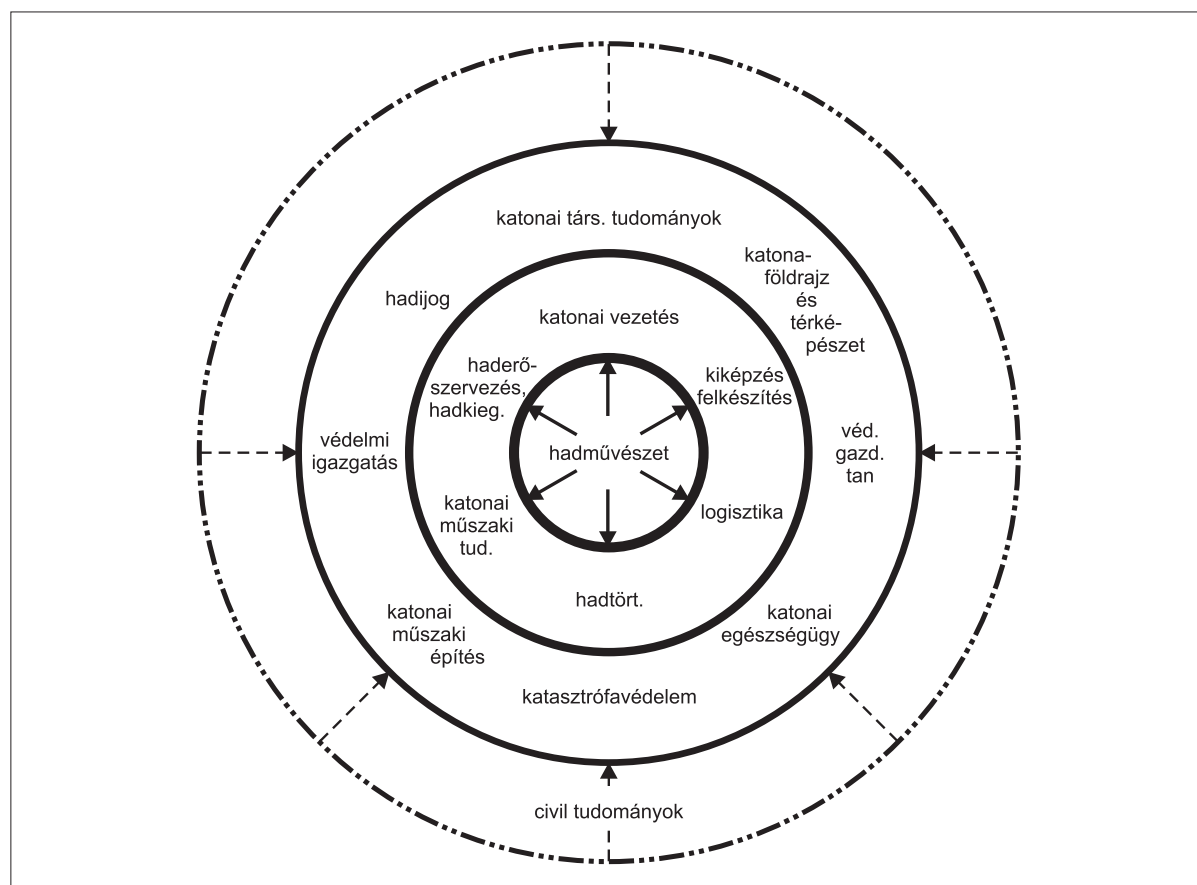 katonai társ. tudományok
katona-
földrajz
és
térké-
pészet
hadijog
katonai vezetés
haderő-
szervezés,
hadkieg.
kiképzés
felkészítés
védelmi
igazgatás
hadművészet
véd.
gazd.
tan
katonai
műszaki
tud.
logisztika
hadtört.
katonai
műszaki
építés
katonai
egészségügy
katasztrófavédelem
civil tudományok